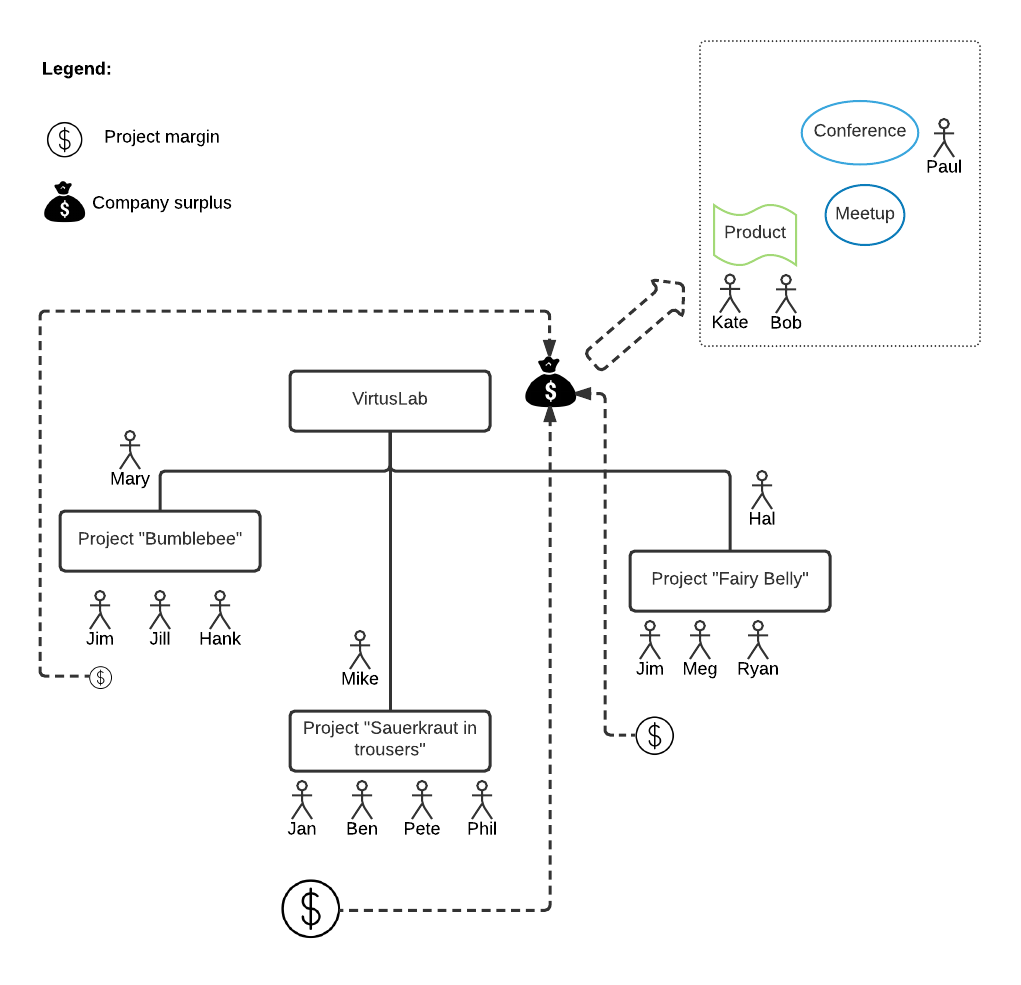 Legend:
$ Project margin
$ Company surplus
Conference
Paul
Meetup
Product
Kate Bob
$
VirtusLab
Mary
Hal
Project "Bumblebee"
Project "Fairy Belly"
Jim Jill Hank
Jim Meg Ryan
$
Mike
Project "Sauerkraut in
trousers"
$
Jan Ben Pete Phil
$